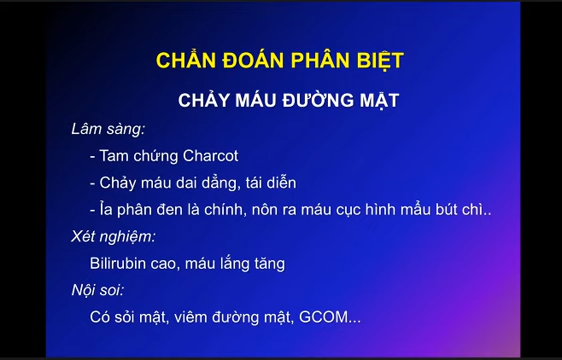 CHẨN ĐOÁN PHÂN BIỆT
CHẢY MÁU ĐƯỜNG MẬT
Lâm sàng:
- Tam chứng Charcot
- Chảy máu dai dẳng, tái diễn
- Ỉa phân đen là chính, nôn ra máu cục hình mẩu bút chì..
Xét nghiệm:
Bilirubin cao, máu lắng tăng
Nội soi:
Có sỏi mật, viêm đường mật, GCOM...